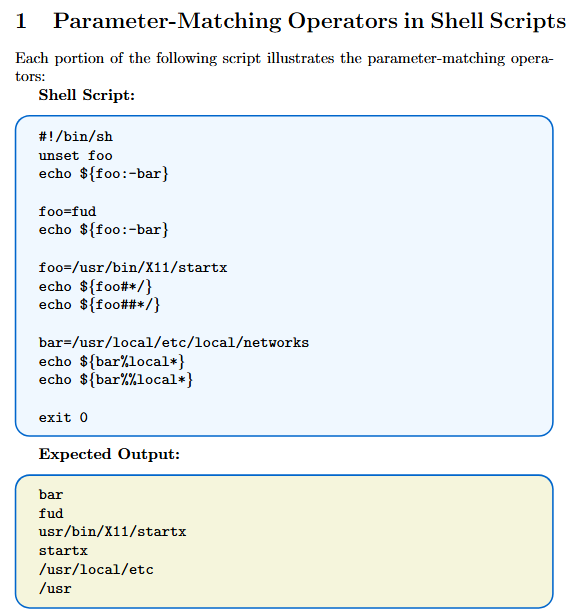 1 Parameter-Matching Operators in Shell Scripts
Each portion of the following script illustrates the parameter-matching opera-
tors:
Shell Script:
#!/bin/sh
unset foo
echo ${foo:-bar}
foo=fud
echo ${foo:-bar}
foo=/usr/bin/X11/startx
echo ${foo#*/}
echo ${foo##*/}
bar=/usr/local/etc/local/networks
echo ${bar%local*}
echo ${bar%%local*}
exit 0
Expected Output:
bar
fud
usr/bin/X11/startx
startx
/usr/local/etc
/usr